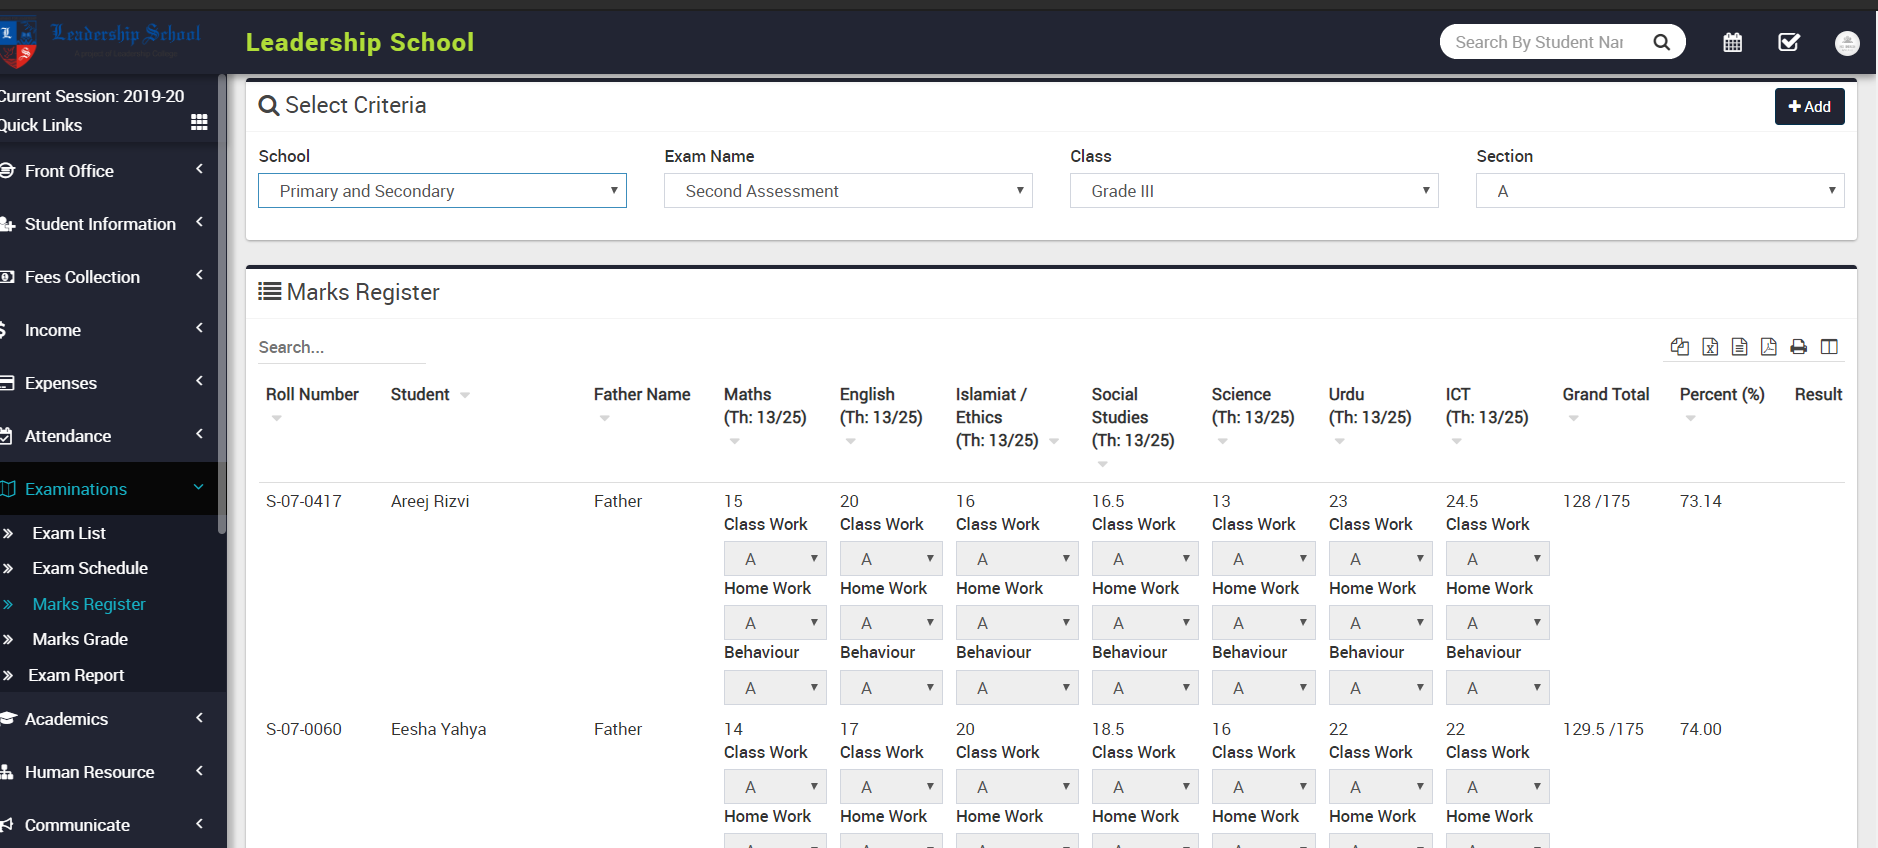 Leadership School
Leadership School
Search By Student Nar
Current Session: 2019-20
Quick Links
Front Office
Student Information
Fees Collection
Income
Expenses
Attendance
Examinations
Exam List
Exam Schedule
Marks Register
Marks Grade
Exam Report
Academics
Human Resource
Communicate
Select Criteria
Add
School Exam Name Class Section
Primary and Secondary Second Assessment Grade III A
Marks Register
Search...
Roll Number Student Father Name Maths English Islamiat / Social Science Urdu ICT Grand Total Percent (%) Result
(Th: 13/25) (Th: 13/25) Ethics Studies (Th: 13/25) (Th: 13/25) (Th: 13/25)
(Th: 13/25) (Th: 13/25)
S-07-0417 Areej Rizvi Father 15 20 16 16.5 13 23 24.5 128 /175 73.14
Class Work Class Work Class Work Class Work Class Work Class Work Class Work
A A A A A A A
Home Work Home Work Home Work Home Work Home Work Home Work Home Work
A A A A A A A
Behaviour Behaviour Behaviour Behaviour Behaviour Behaviour Behaviour
A A A A A A A
S-07-0060 Eesha Yahya Father 14 17 20 18.5 16 22 22 129.5 /175 74.00
Class Work Class Work Class Work Class Work Class Work Class Work Class Work
A A A A A A A
Home Work Home Work Home Work Home Work Home Work Home Work Home Work